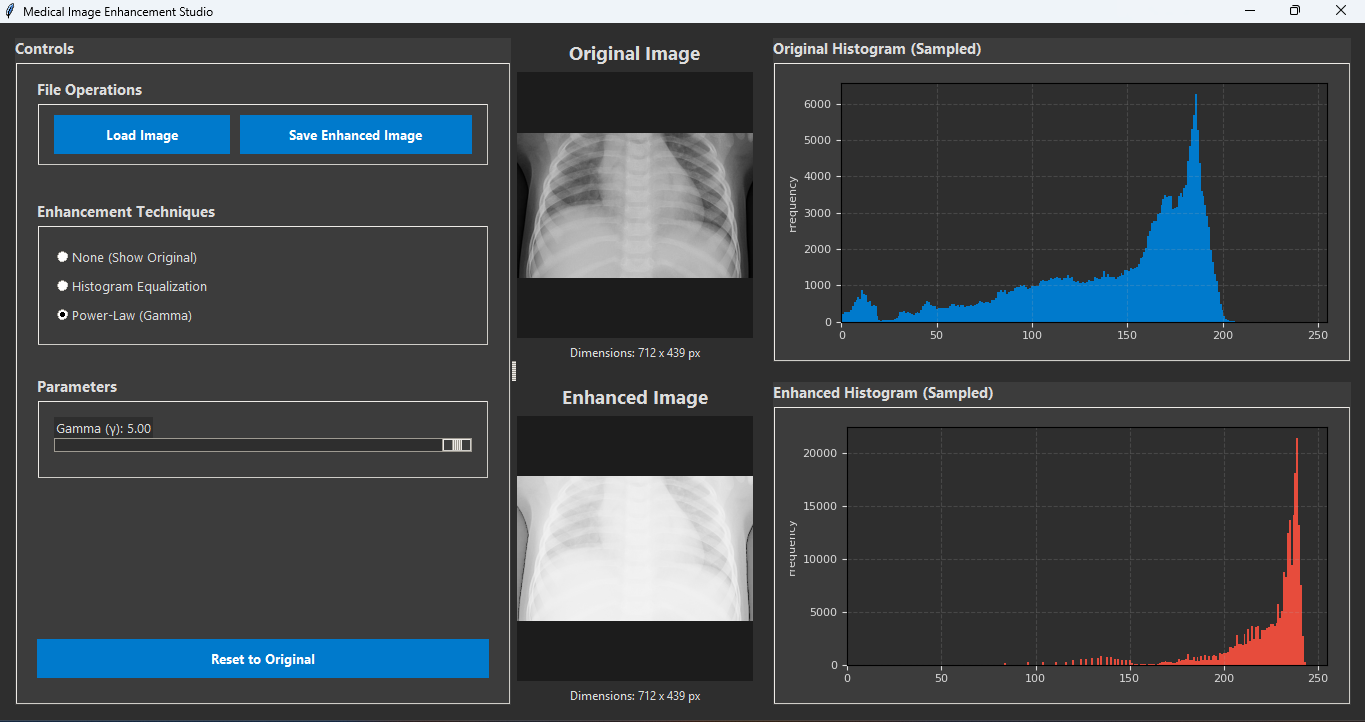 Medical Image Enhancement Studio
Controls
File Operations
Load Image
Save Enhanced Image
Enhancement Techniques
None (Show Original)
Histogram Equalization
Power-Law (Gamma)
Parameters
Gamma (γ): 5.00
Reset to Original
Original Image
Dimensions: 712 x 439 px
Enhanced Image
Dimensions: 712 x 439 px
Original Histogram (Sampled)
Frequency
6000
5000
4000
3000
2000
1000
0
0 50 100 150 200 250
Enhanced Histogram (Sampled)
Frequency
20000
15000
10000
5000
0
0 50 100 150 200 250